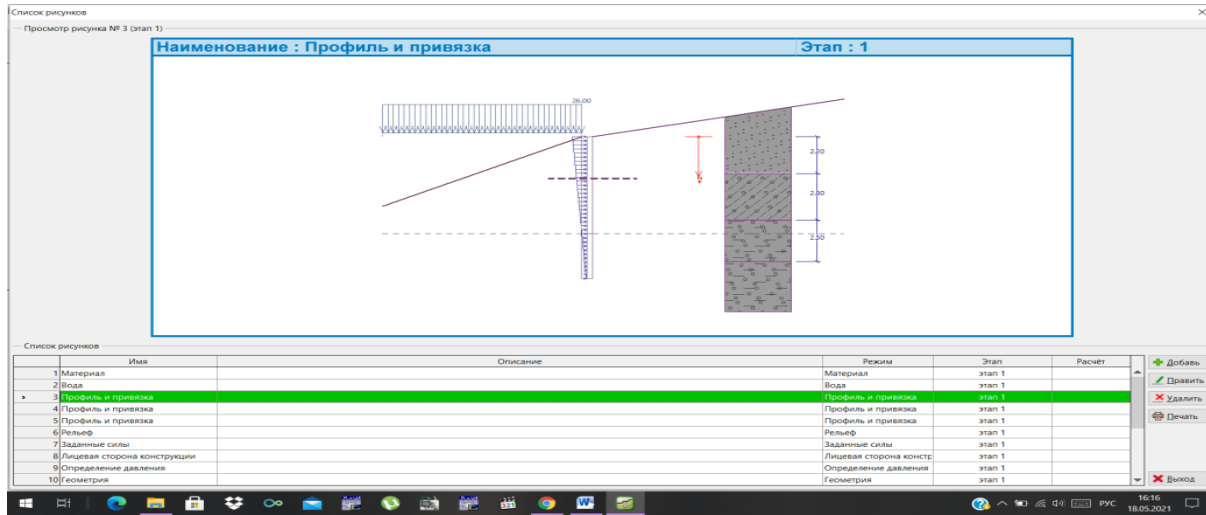 Список рисунков
Просмотр рисунка № 3 (этап 1)
Наименование : Профиль и привязка Этап : 1
26.00
2.20
2.80
2.50
Список рисунков
Имя Описание Режим Этап Расчёт
1 Материал Материал этап 1
2 Вода Вода этап 1
3 Профиль и привязка Профиль и привязка этап 1
4 Профиль и привязка Профиль и привязка этап 1
5 Профиль и привязка Профиль и привязка этап 1
6 Рельеф Рельеф этап 1
7 Заданные силы Заданные силы этап 1
8 Лицевая сторона конструкции Лицевая сторона констр этап 1
9 Определение давления Определение давления этап 1
10 Геометрия Геометрия этап 1
Добавь
Править
Удалить
Печать
Выход
РУС
16:16
18.05.2021